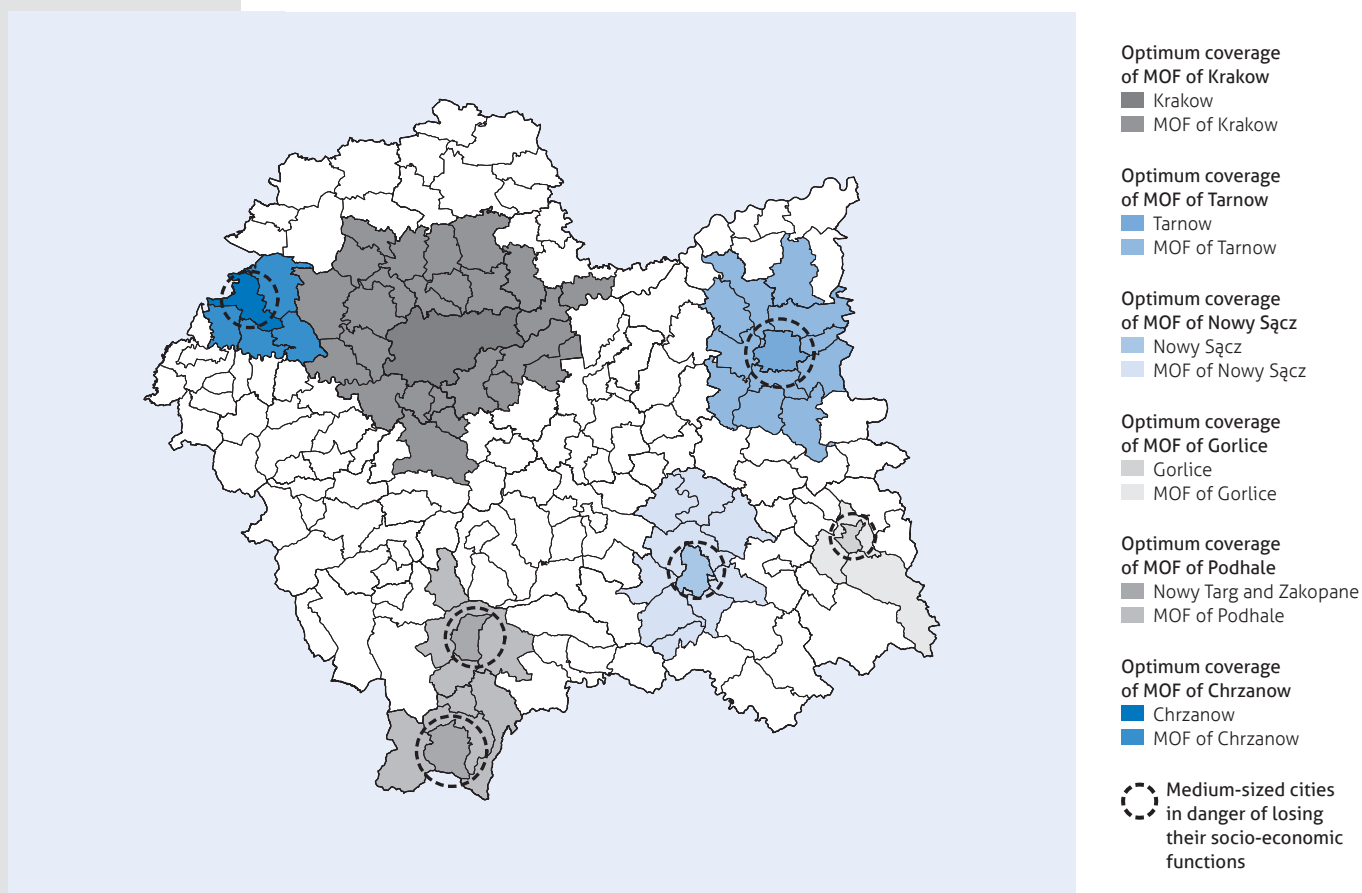 Optimum coverage
of MOF of Krakow
Krakow
MOF of Krakow
Optimum coverage
of MOF of Tarnow
Tarnow
MOF of Tarnow
Optimum coverage
of MOF of Nowy Sącz
Nowy Sącz
MOF of Nowy Sącz
Optimum coverage
of MOF of Gorlice
Gorlice
MOF of Gorlice
Optimum coverage
of MOF of Podhale
Nowy Targ and Zakopane
MOF of Podhale
Optimum coverage
of MOF of Chrzanow
Chrzanow
MOF of Chrzanow
Medium-sized cities
in danger of losing
their socio-economic
functions